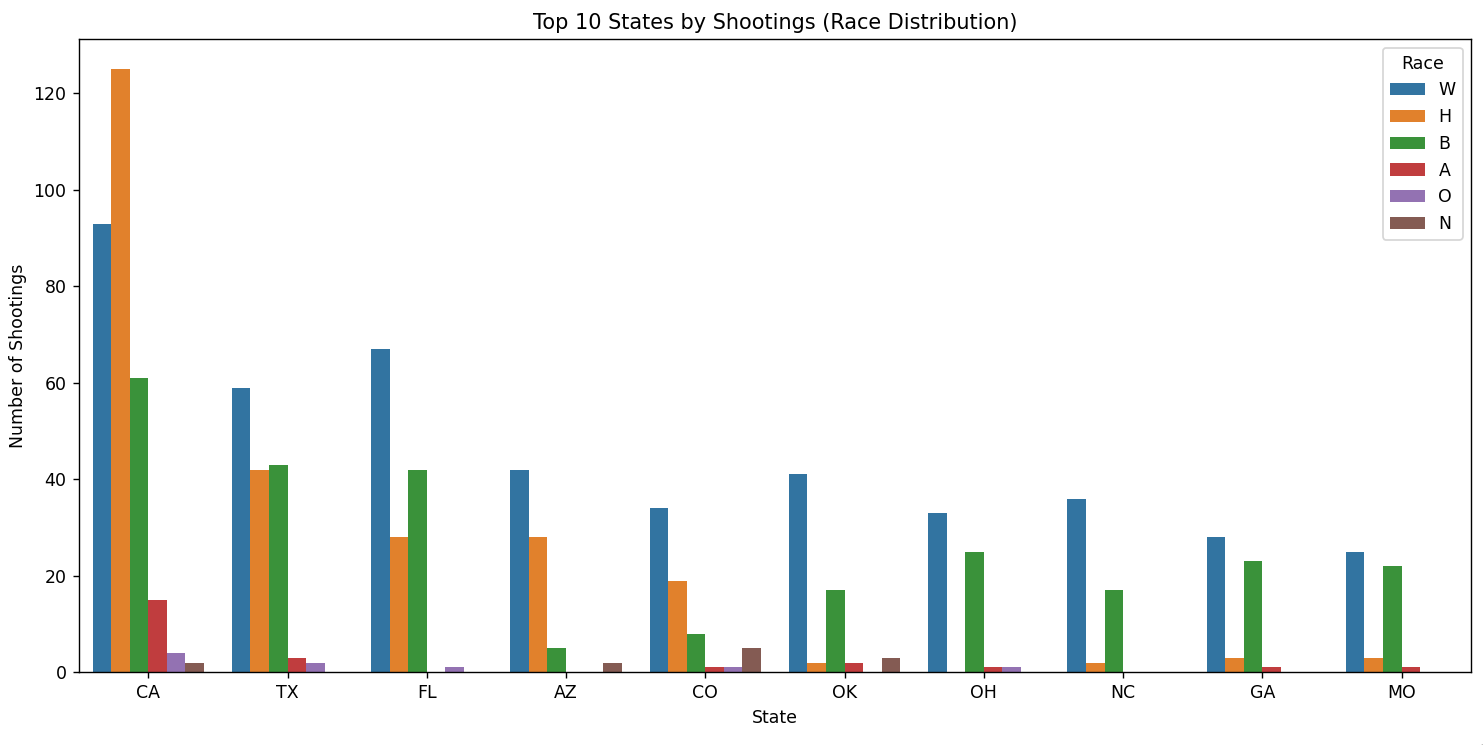 Top 10 States by Shootings (Race Distribution)
Race
W
H
B
A
O
N
Number of Shootings
120
100
80
60
40
20
0
CA TX FL AZ CO OK OH NC GA MO
State